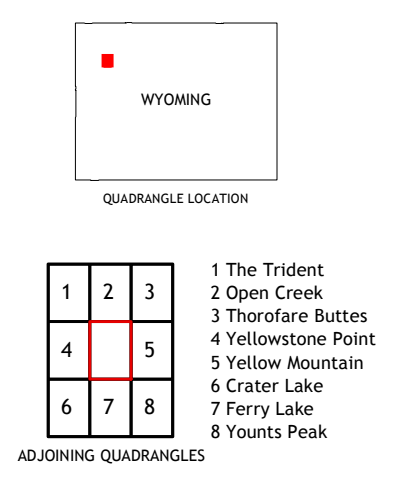 WYOMING
QUADRANGLE LOCATION
1 2 3
4 5
6 7 8
ADJOINING QUADRANGLES
1 The Trident
2 Open Creek
3 Thorofare Buttes
4 Yellowstone Point
5 Yellow Mountain
6 Crater Lake
7 Ferry Lake
8 Younts Peak